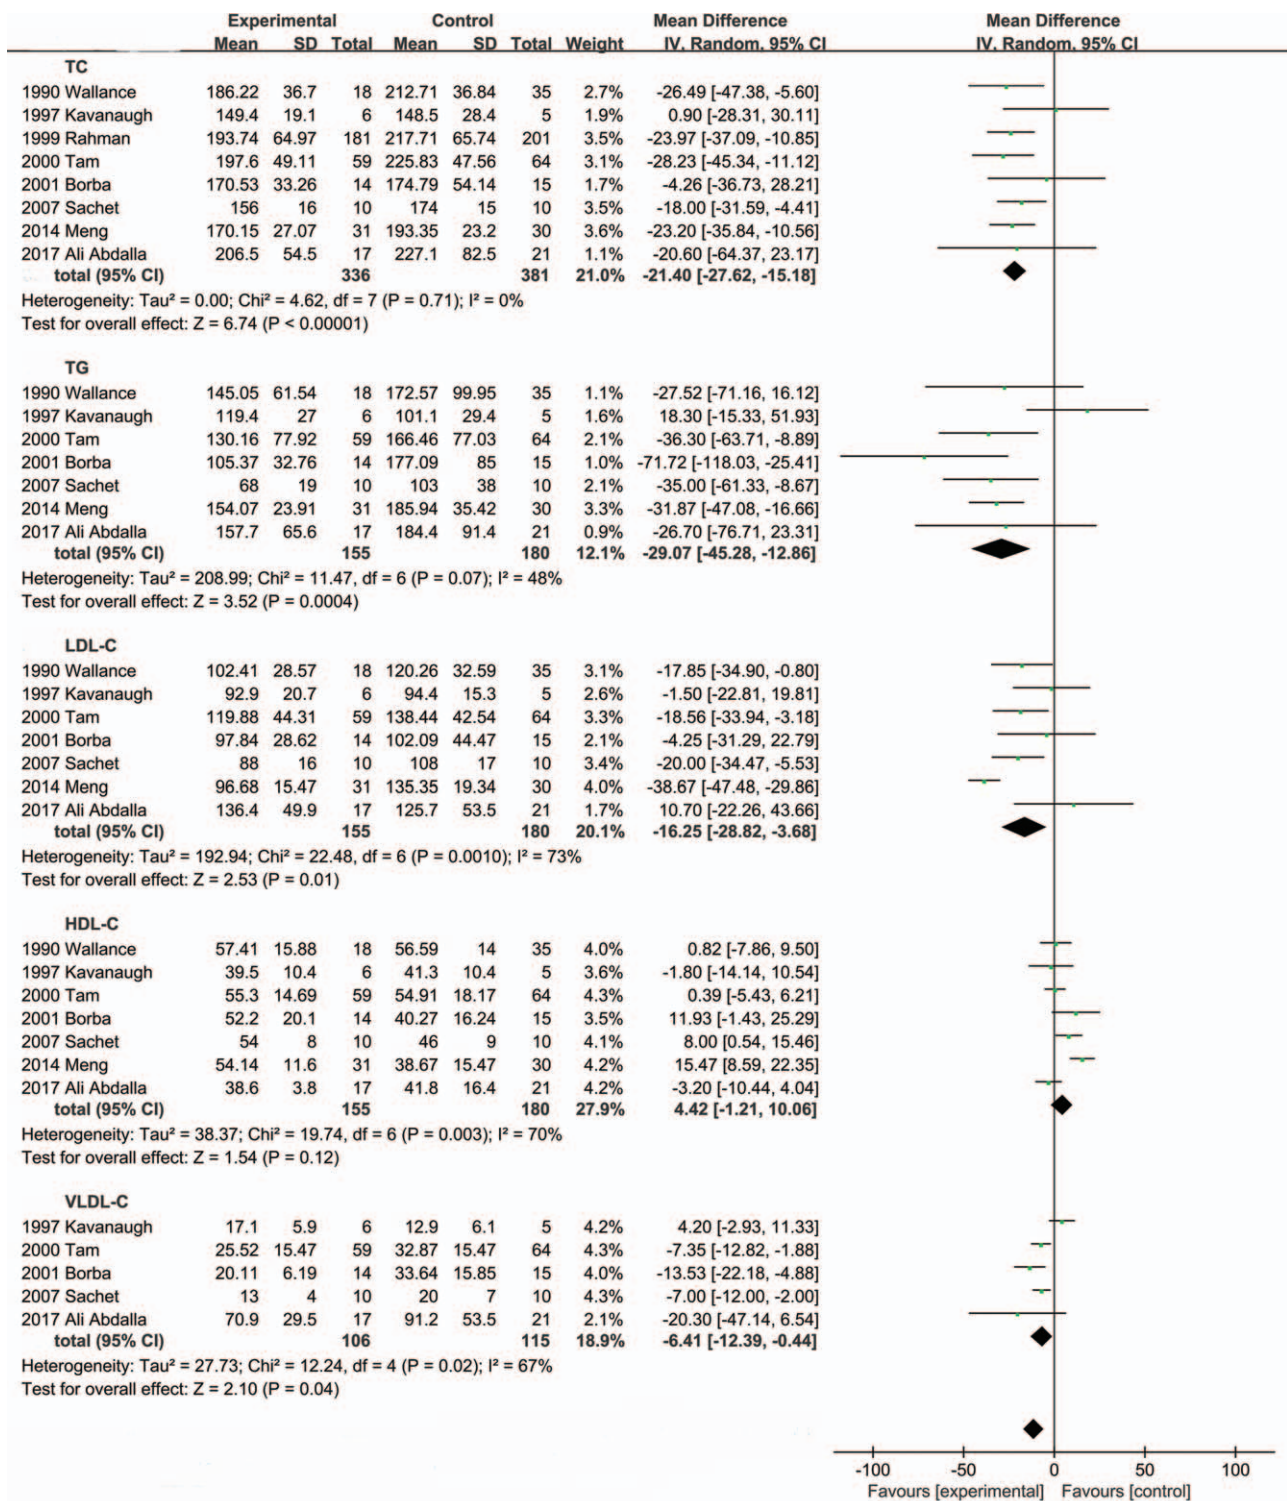 Experimental Control Mean Difference Mean Difference
Mean SD Total Mean SD Total Weight IV, Random, 95% CI IV, Random, 95% CI
TC
1990 Wallance 186.22 36.7 18 212.71 36.84 35 2.7% -26.49 [-47.38, -5.60]
1997 Kavanaugh 149.4 19.1 6 148.5 28.4 5 1.9% 0.90 [-28.31, 30.11]
1999 Rahman 193.74 64.97 181 217.71 65.74 201 3.5% -23.97 [-37.09, -10.85]
2000 Tam 197.6 49.11 59 225.83 47.56 64 3.1% -28.23 [-45.34, -11.12]
2001 Borba 170.53 33.26 14 174.79 54.14 15 1.7% -4.26 [-36.73, 28.21]
2007 Sachet 156 16 10 174 15 10 3.5% -18.00 [-31.59, -4.41]
2014 Meng 170.15 27.07 31 193.35 23.2 30 3.6% -23.20 [-35.84, -10.56]
2017 Ali Abdalla 206.5 54.5 17 227.1 82.5 21 1.1% -20.60 [-64.37, 23.17]
total (95% CI) 336 381 21.0% -21.40 [-27.62, -15.18]
Heterogeneity: Tau² = 0.00; Chi² = 4.62, df = 7 (P = 0.71); I² = 0%
Test for overall effect: Z = 6.74 (P < 0.00001)
TG
1990 Wallance 145.05 61.54 18 172.57 99.95 35 1.1% -27.52 [-71.16, 16.12]
1997 Kavanaugh 119.4 27 6 101.1 29.4 5 1.6% 18.30 [-15.33, 51.93]
2000 Tam 130.16 77.92 59 166.46 77.03 64 2.1% -36.30 [-63.71, -8.89]
2001 Borba 105.37 32.76 14 177.09 85 15 1.0% -71.72 [-118.03, -25.41]
2007 Sachet 68 19 10 103 38 10 2.1% -35.00 [-61.33, -8.67]
2014 Meng 154.07 23.91 31 185.94 35.42 30 3.3% -31.87 [-47.08, -16.66]
2017 Ali Abdalla 157.7 65.6 17 184.4 91.4 21 0.9% -26.70 [-76.71, 23.31]
total (95% CI) 155 180 12.1% -29.07 [-45.28, -12.86]
Heterogeneity: Tau² = 208.99; Chi² = 11.47, df = 6 (P = 0.07); I² = 48%
Test for overall effect: Z = 3.52 (P = 0.0004)
LDL-C
1990 Wallance 102.41 28.57 18 120.26 32.59 35 3.1% -17.85 [-34.90, -0.80]
1997 Kavanaugh 92.9 20.7 6 94.4 15.3 5 2.6% -1.50 [-22.81, 19.81]
2000 Tam 119.88 44.31 59 138.44 42.54 64 3.3% -18.56 [-33.94, -3.18]
2001 Borba 97.84 28.62 14 102.09 44.47 15 2.1% -4.25 [-31.29, 22.79]
2007 Sachet 88 16 10 108 17 10 3.4% -20.00 [-34.47, -5.53]
2014 Meng 96.68 15.47 31 135.35 19.34 30 4.0% -38.67 [-47.48, -29.86]
2017 Ali Abdalla 136.4 49.9 17 125.7 53.5 21 1.7% 10.70 [-22.26, 43.66]
total (95% CI) 155 180 20.1% -16.25 [-28.82, -3.68]
Heterogeneity: Tau² = 192.94; Chi² = 22.48, df = 6 (P = 0.0010); I² = 73%
Test for overall effect: Z = 2.53 (P = 0.01)
HDL-C
1990 Wallance 57.41 15.88 18 56.59 14 35 4.0% 0.82 [-7.86, 9.50]
1997 Kavanaugh 39.5 10.4 6 41.3 10.4 5 3.6% -1.80 [-14.14, 10.54]
2000 Tam 55.3 14.69 59 54.91 18.17 64 4.3% 0.39 [-5.43, 6.21]
2001 Borba 52.2 20.1 14 40.27 16.24 15 3.5% 11.93 [-1.43, 25.29]
2007 Sachet 54 8 10 46 9 10 4.1% 8.00 [0.54, 15.46]
2014 Meng 54.14 11.6 31 38.67 15.47 30 4.2% 15.47 [8.59, 22.35]
2017 Ali Abdalla 38.6 3.8 17 41.8 16.4 21 4.2% -3.20 [-10.44, 4.04]
total (95% CI) 155 180 27.9% 4.42 [-1.21, 10.06]
Heterogeneity: Tau² = 38.37; Chi² = 19.74, df = 6 (P = 0.003); I² = 70%
Test for overall effect: Z = 1.54 (P = 0.12)
VLDL-C
1997 Kavanaugh 17.1 5.9 6 12.9 6.1 5 4.2% 4.20 [-2.93, 11.33]
2000 Tam 25.52 15.47 59 32.87 15.47 64 4.3% -7.35 [-12.82, -1.88]
2001 Borba 20.11 6.19 14 33.64 15.85 15 4.0% -13.53 [-22.18, -4.88]
2007 Sachet 13 4 10 20 7 10 4.3% -7.00 [-12.00, -2.00]
2017 Ali Abdalla 70.9 29.5 17 91.2 53.5 21 2.1% -20.30 [-47.14, 6.54]
total (95% CI) 106 115 18.9% -6.41 [-12.39, -0.44]
Heterogeneity: Tau² = 27.73; Chi² = 12.24, df = 4 (P = 0.02); I² = 67%
Test for overall effect: Z = 2.10 (P = 0.04)
-100 -50 0 50 100
Favours [experimental] Favours [control]